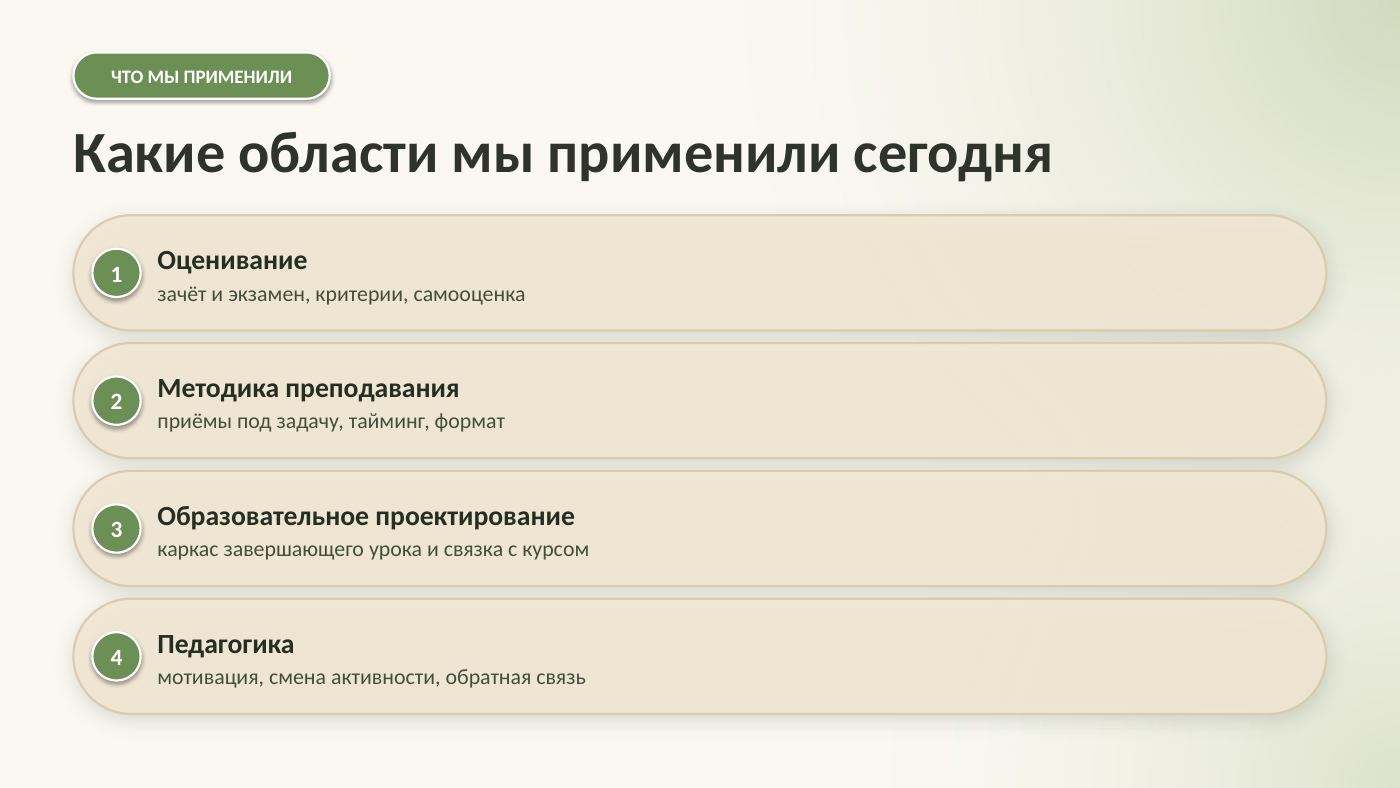 ЧТО МЫ ПРИМЕНИЛИ
Какие области мы применили сегодня
1
Оценивание
зачёт и экзамен, критерии, самооценка
2
Методика преподавания
приёмы под задачу, тайминг, формат
3
Образовательное проектирование
каркас завершающего урока и связка с курсом
4
Педагогика
мотивация, смена активности, обратная связь